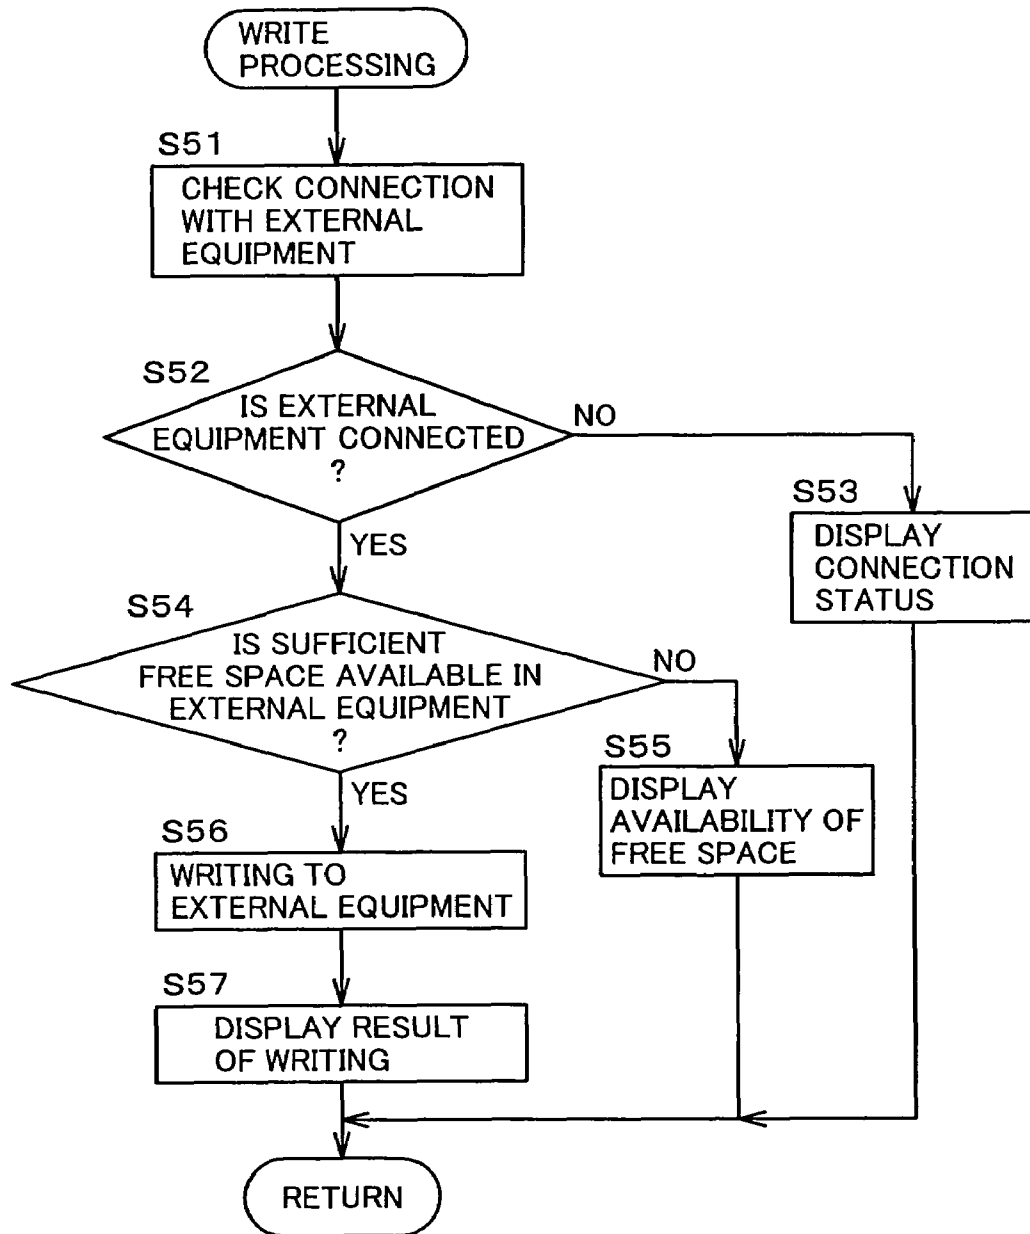 WRITE
PROCESSING
S51
CHECK CONNECTION
WITH EXTERNAL
EQUIPMENT
S52
IS EXTERNAL
EQUIPMENT CONNECTED
?
NO
YES
S53
DISPLAY
CONNECTION
STATUS
S54
IS SUFFICIENT
FREE SPACE AVAILABLE IN
EXTERNAL EQUIPMENT
?
NO
YES
S55
DISPLAY
AVAILABILITY OF
FREE SPACE
S56
WRITING TO
EXTERNAL EQUIPMENT
S57
DISPLAY RESULT
OF WRITING
RETURN